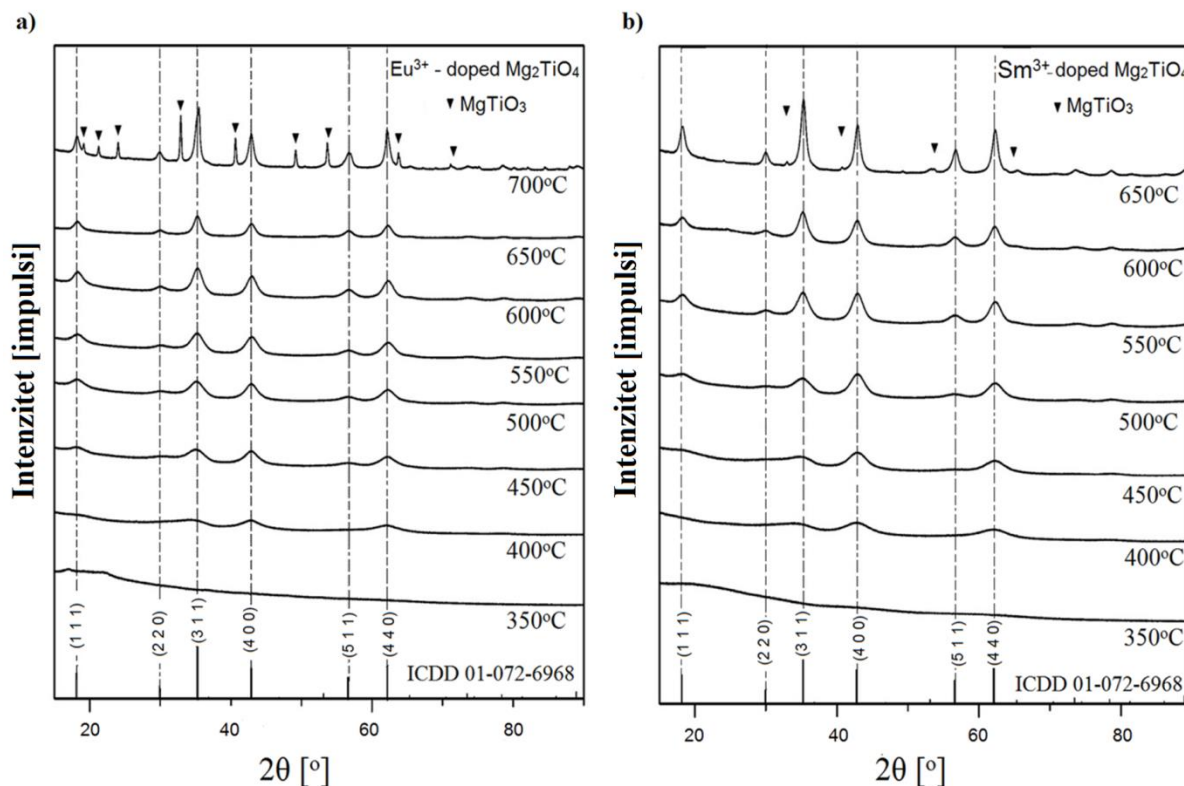 a)
Eu³⁺ - doped Mg₂TiO₄
▼ MgTiO₃
700°C
650°C
600°C
550°C
500°C
450°C
400°C
350°C
(1 1 1)
(2 2 0)
(3 1 1)
(4 0 0)
(5 1 1)
(4 4 0)
ICDD 01-072-6968
20 40 60 80
2θ [°]
Intenzitet [impulsi]
b)
Sm³⁺-doped Mg₂TiO₄
▼ MgTiO₃
650°C
600°C
550°C
500°C
450°C
400°C
350°C
(1 1 1)
(2 2 0)
(3 1 1)
(4 0 0)
(5 1 1)
(4 4 0)
ICDD 01-072-6968
20 40 60 80
2θ [°]
Intenzitet [impulsi]